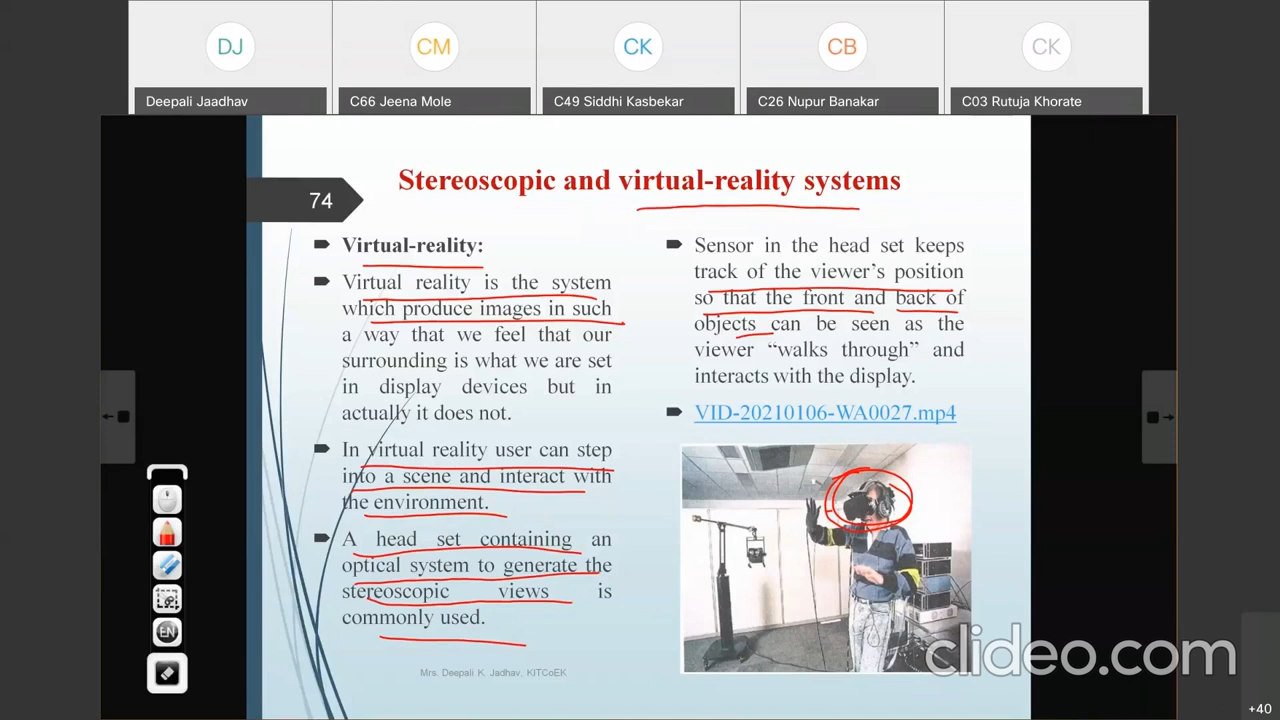 DJ
CM
CK
CB
CK
Deepali Jaadhav
C66 Jeena Mole
C49 Siddhi Kasbekar
C26 Nupur Banakar
C03 Rutuja Khorate
74
Stereoscopic and virtual-reality systems
Virtual-reality:
Virtual reality is the system
which produce images in such
a way that we feel that our
surrounding is what we are set
in display devices but in
actually it does not.
In virtual reality user can step
into a scene and interact with
the environment.
A head set containing an
optical system to generate the
stereoscopic views is
commonly used.
Sensor in the head set keeps
track of the viewer’s position
so that the front and back of
objects can be seen as the
viewer “walks through” and
interacts with the display.
VID-20210106-WA0027.mp4
EN
Mrs. Deepali K. Jadhav, KITCoEK
clideo.com
+40